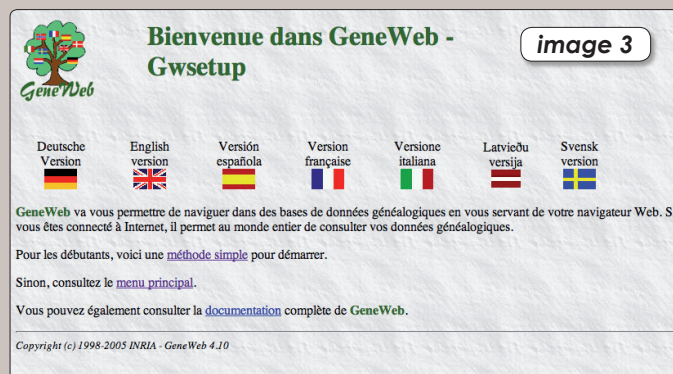 Bienvenue dans GeneWeb -
Gwsetup
image 3
GeneWeb
Deutsche Version
English version
Versión española
Version française
Versione italiana
Latvieðu versija
Svensk version
GeneWeb va vous permettre de naviguer dans des bases de données généalogiques en vous servant de votre navigateur Web. S
vous êtes connecté à Internet, il permet au monde entier de consulter vos données généalogiques.
Pour les débutants, voici une méthode simple pour démarrer.
Sinon, consultez le menu principal.
Vous pouvez également consulter la documentation complète de GeneWeb.
Copyright (c) 1998-2005 INRIA - GeneWeb 4.10